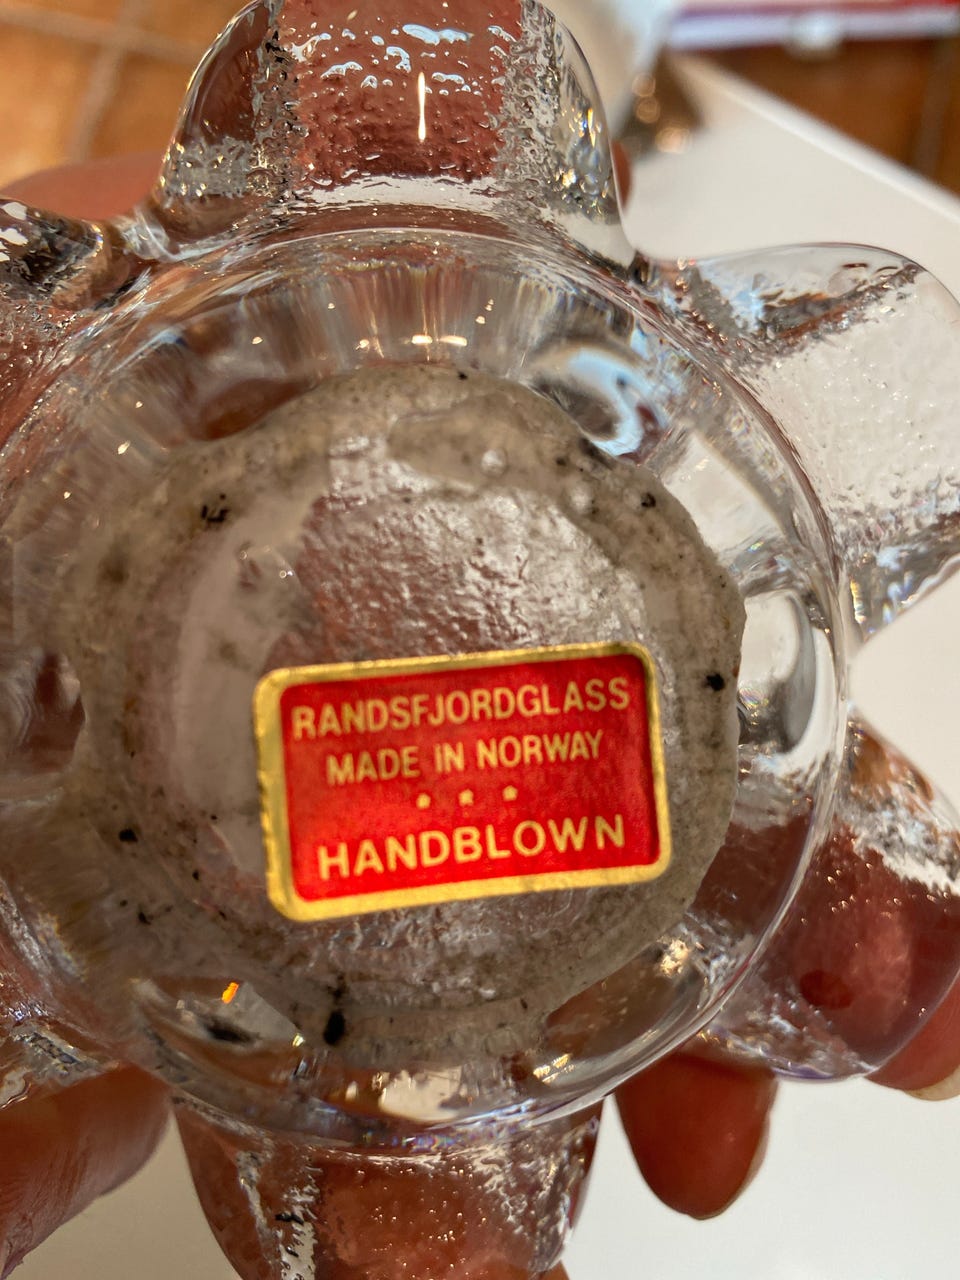 RANDSFJORDGLASS
MADE IN NORWAY
★ ★ ★
HANDBLOWN